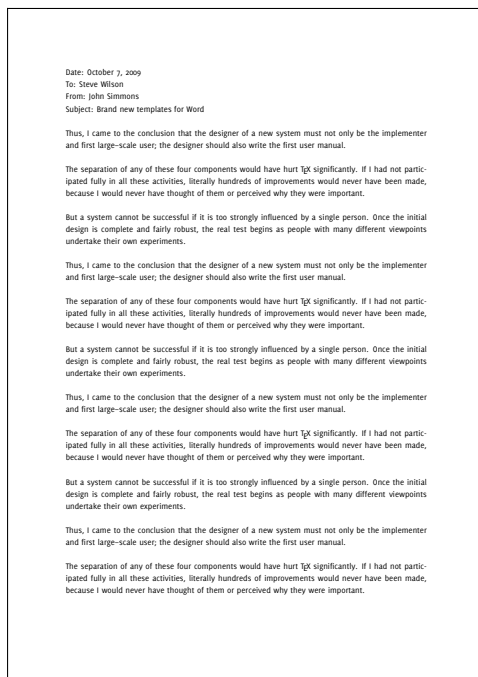 Date: October 7, 2009
To: Steve Wilson
From: John Simmons
Subject: Brand new templates for Word
Thus, I came to the conclusion that the designer of a new system must not only be the implementer
and first large-scale user; the designer should also write the first user manual.
The separation of any of these four components would have hurt TEX significantly. If I had not partic-
ipated fully in all these activities, literally hundreds of improvements would never have been made,
because I would never have thought of them or perceived why they were important.
But a system cannot be successful if it is too strongly influenced by a single person. Once the initial
design is complete and fairly robust, the real test begins as people with many different viewpoints
undertake their own experiments.
Thus, I came to the conclusion that the designer of a new system must not only be the implementer
and first large-scale user; the designer should also write the first user manual.
The separation of any of these four components would have hurt TEX significantly. If I had not partic-
ipated fully in all these activities, literally hundreds of improvements would never have been made,
because I would never have thought of them or perceived why they were important.
But a system cannot be successful if it is too strongly influenced by a single person. Once the initial
design is complete and fairly robust, the real test begins as people with many different viewpoints
undertake their own experiments.
Thus, I came to the conclusion that the designer of a new system must not only be the implementer
and first large-scale user; the designer should also write the first user manual.
The separation of any of these four components would have hurt TEX significantly. If I had not partic-
ipated fully in all these activities, literally hundreds of improvements would never have been made,
because I would never have thought of them or perceived why they were important.
But a system cannot be successful if it is too strongly influenced by a single person. Once the initial
design is complete and fairly robust, the real test begins as people with many different viewpoints
undertake their own experiments.
Thus, I came to the conclusion that the designer of a new system must not only be the implementer
and first large-scale user; the designer should also write the first user manual.
The separation of any of these four components would have hurt TEX significantly. If I had not partic-
ipated fully in all these activities, literally hundreds of improvements would never have been made,
because I would never have thought of them or perceived why they were important.